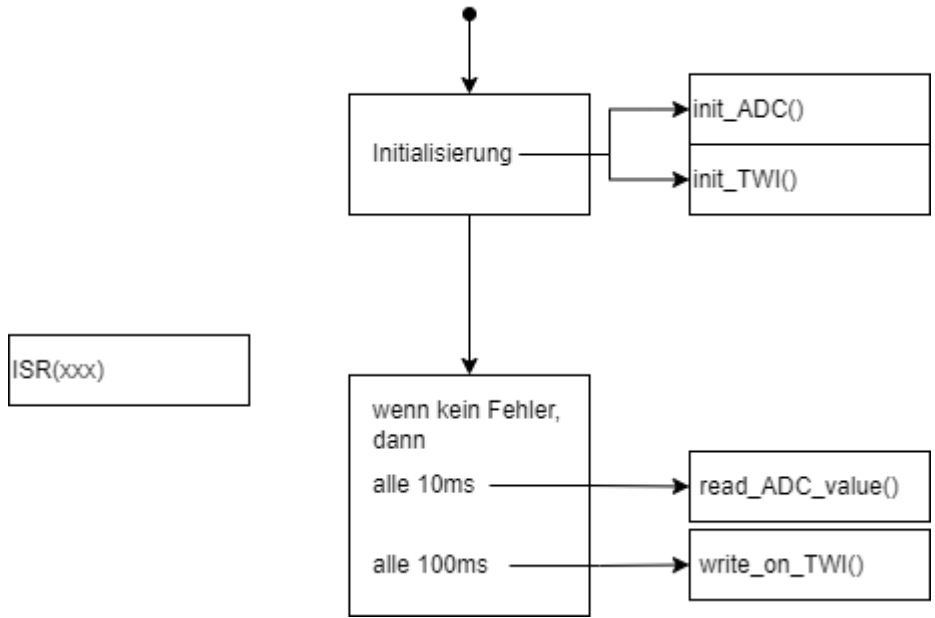 Initialisierung
init_ADC()
init_TWI()
ISR(xxx)
wenn kein Fehler,
dann
alle 10ms
read_ADC_value()
alle 100ms
write_on_TWI()